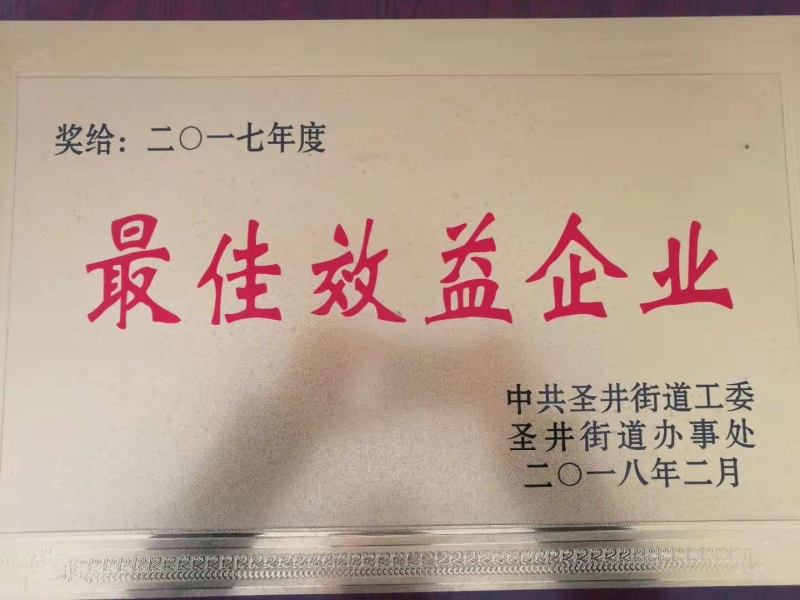 奖给：二〇一七年度
最佳效益企业
中共圣井街道工委
圣井街道办事处
二〇一八年二月